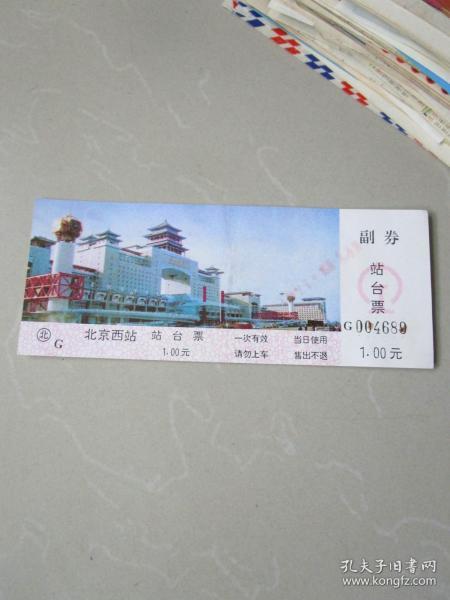 副券
站台票
G 004689
1.00元
北
G
北京西站 站台票
1.00元
一次有效 当日使用
请勿上车 售出不退
孔夫子旧书网
www.kongfz.com